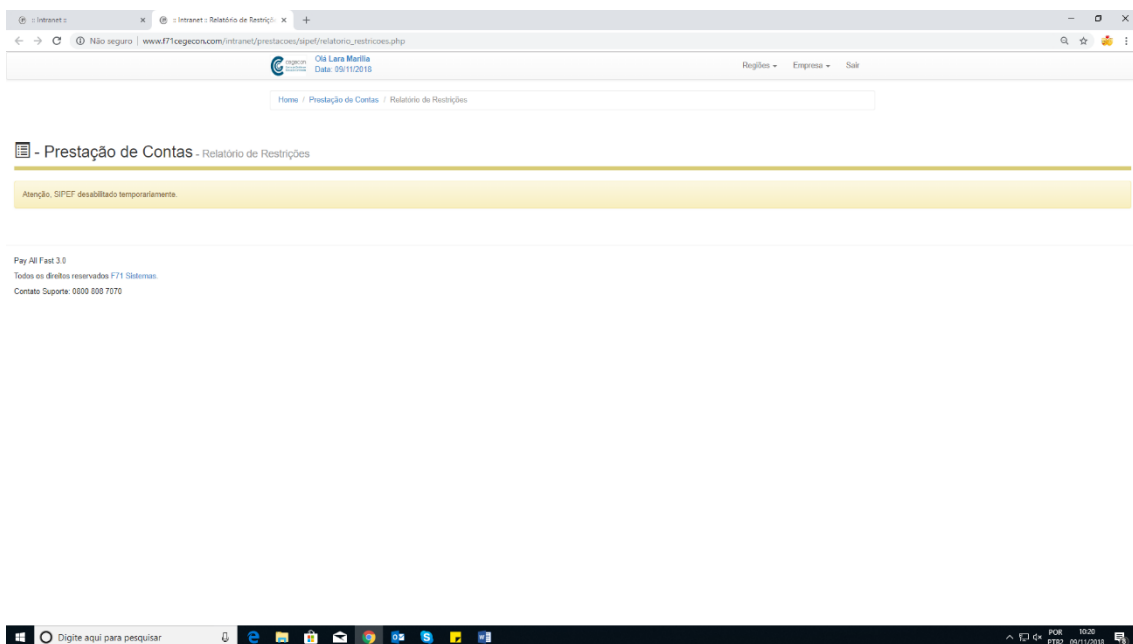 :: Intranet ::
:: Intranet :: Relatório de Restriçõ
Não seguro | www.f71cegecon.com/intranet/prestacoes/sipef/relatorio_restricoes.php
cegecon
Olá Lara Marilia
Data: 09/11/2018
Regiões Empresa Sair
Home / Prestação de Contas / Relatório de Restrições
- Prestação de Contas - Relatório de Restrições
Atenção, SIPEF desabilitado temporariamente.
Pay All Fast 3.0
Todos os direitos reservados F71 Sistemas.
Contato Suporte: 0800 808 7070
Digite aqui para pesquisar
POR 10:20
PTB2 09/11/2018